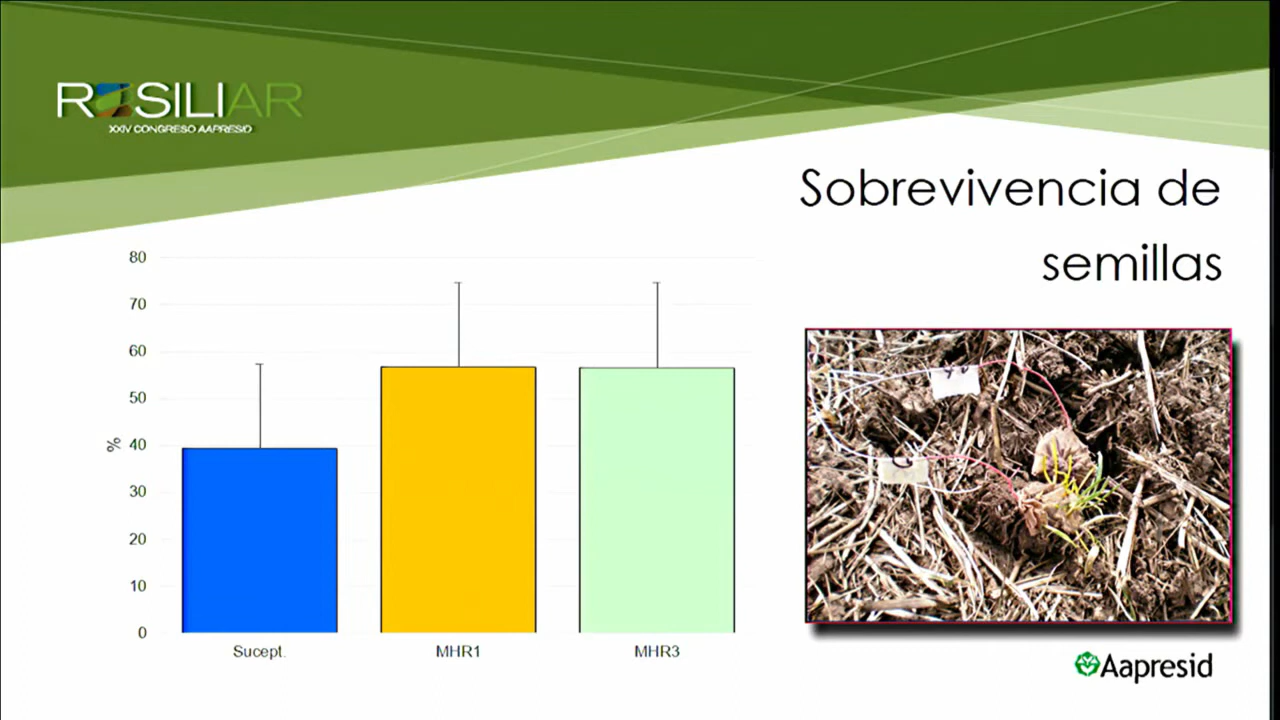 RESILIAR
XXIV CONGRESO AAPRESID
Sobrevivencia de
semillas
80
70
60
50
40
30
20
10
0
%
Sucept.
MHR1
MHR3
Aapresid